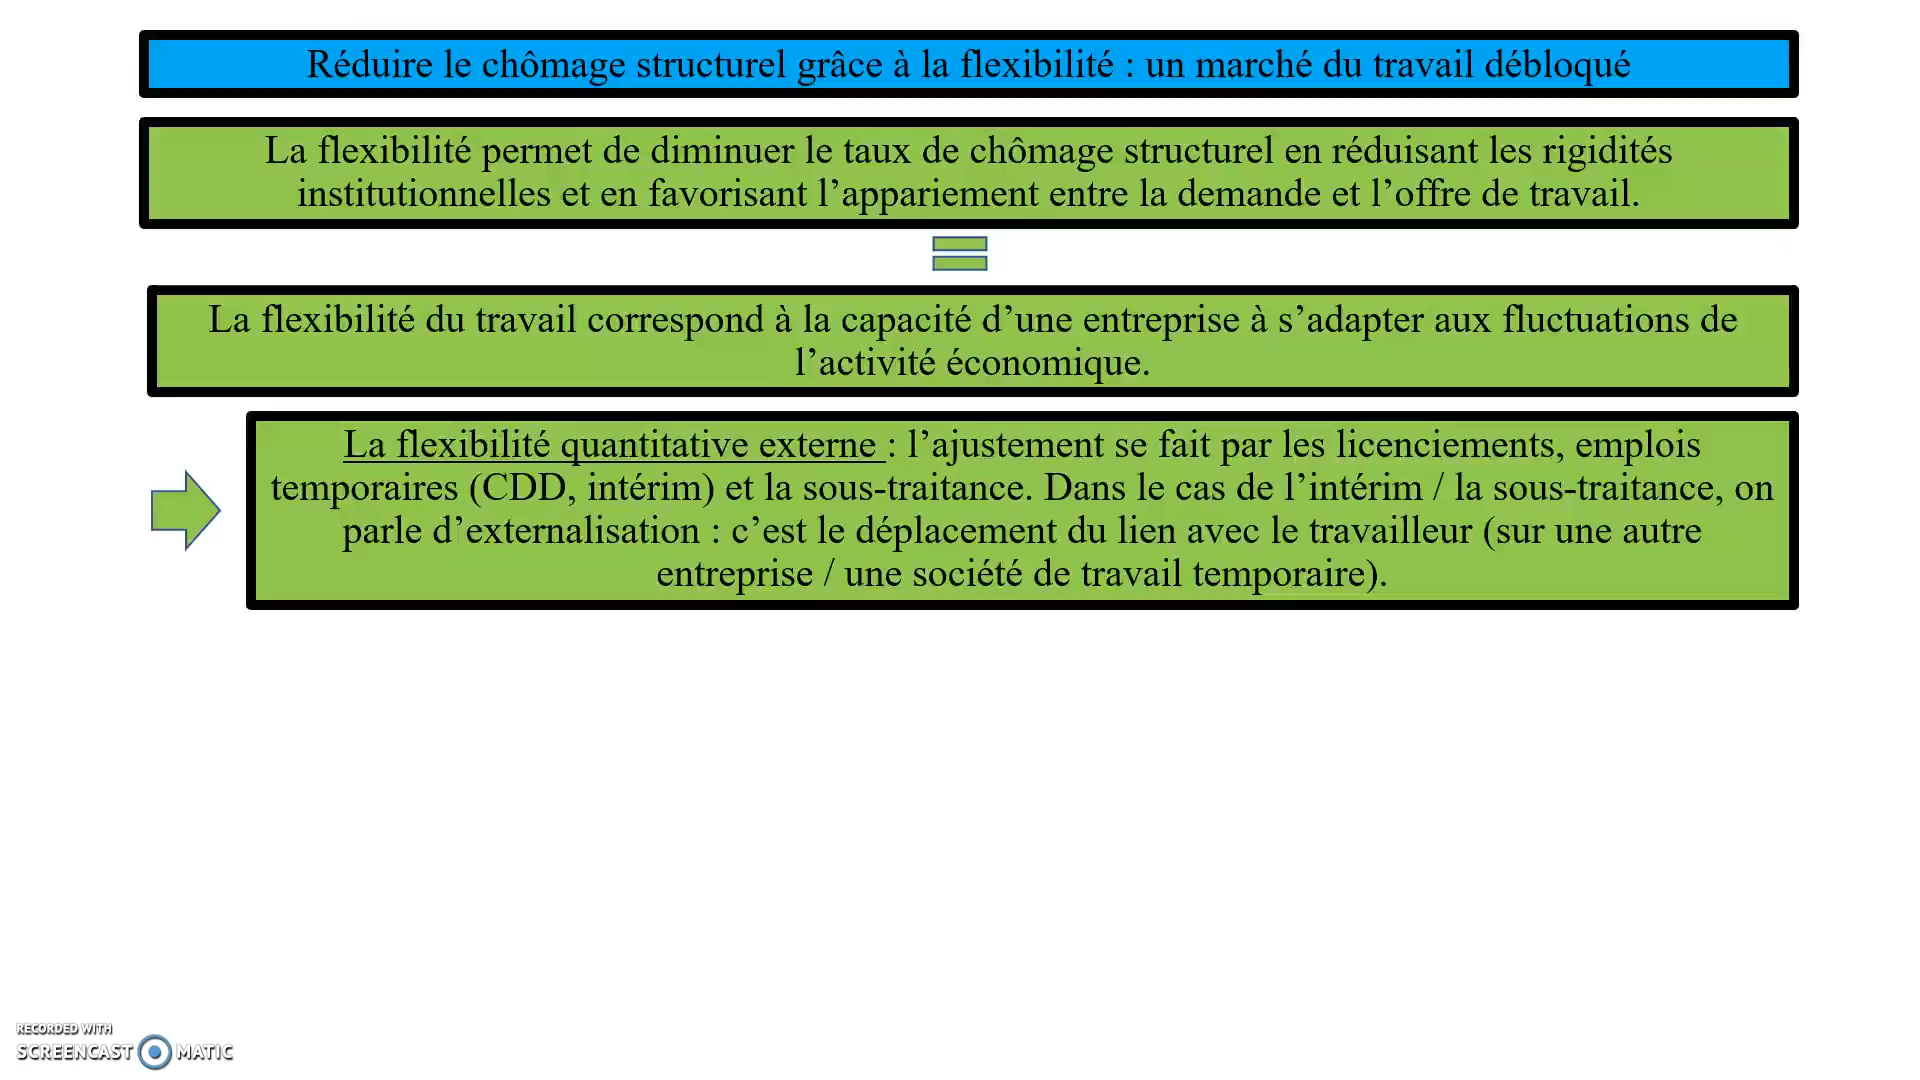 Réduire le chômage structurel grâce à la flexibilité : un marché du travail débloqué
La flexibilité permet de diminuer le taux de chômage structurel en réduisant les rigidités
institutionnelles et en favorisant l’appariement entre la demande et l’offre de travail.
La flexibilité du travail correspond à la capacité d’une entreprise à s’adapter aux fluctuations de
l’activité économique.
La flexibilité quantitative externe : l’ajustement se fait par les licenciements, emplois
temporaires (CDD, intérim) et la sous-traitance. Dans le cas de l’intérim / la sous-traitance, on
parle d’externalisation : c’est le déplacement du lien avec le travailleur (sur une autre
entreprise / une société de travail temporaire).
RECORDED WITH
SCREENCAST MATIC